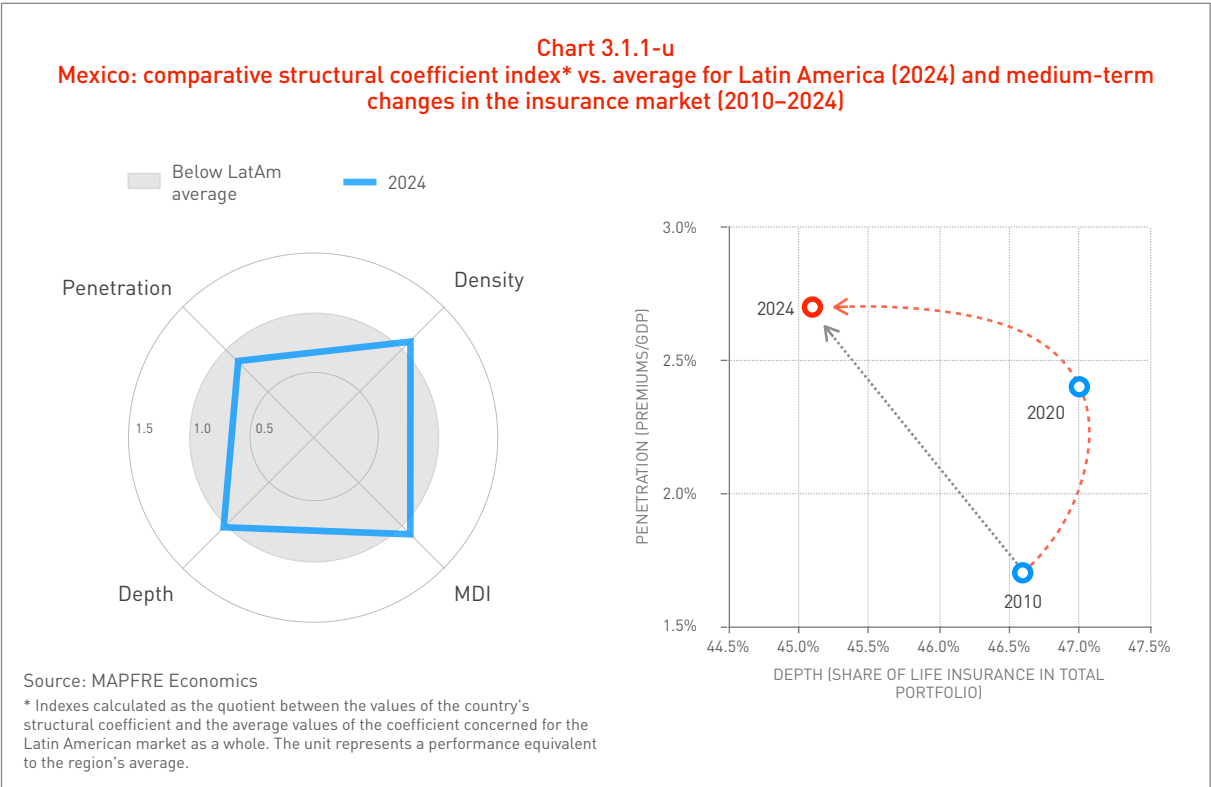 Chart 3.1.1-u
Mexico: comparative structural coefficient index* vs. average for Latin America (2024) and medium-term
changes in the insurance market (2010–2024)
Below LatAm
average
2024
Penetration
Density
1.5
1.0
0.5
Depth
MDI
3.0%
2.5%
2.0%
1.5%
PENETRATION (PREMIUMS/GDP)
2024
2020
2010
44.5%
45.0%
45.5%
46.0%
46.5%
47.0%
47.5%
DEPTH (SHARE OF LIFE INSURANCE IN TOTAL
PORTFOLIO)
Source: MAPFRE Economics
* Indexes calculated as the quotient between the values of the country's
structural coefficient and the average values of the coefficient concerned for the
Latin American market as a whole. The unit represents a performance equivalent
to the region's average.